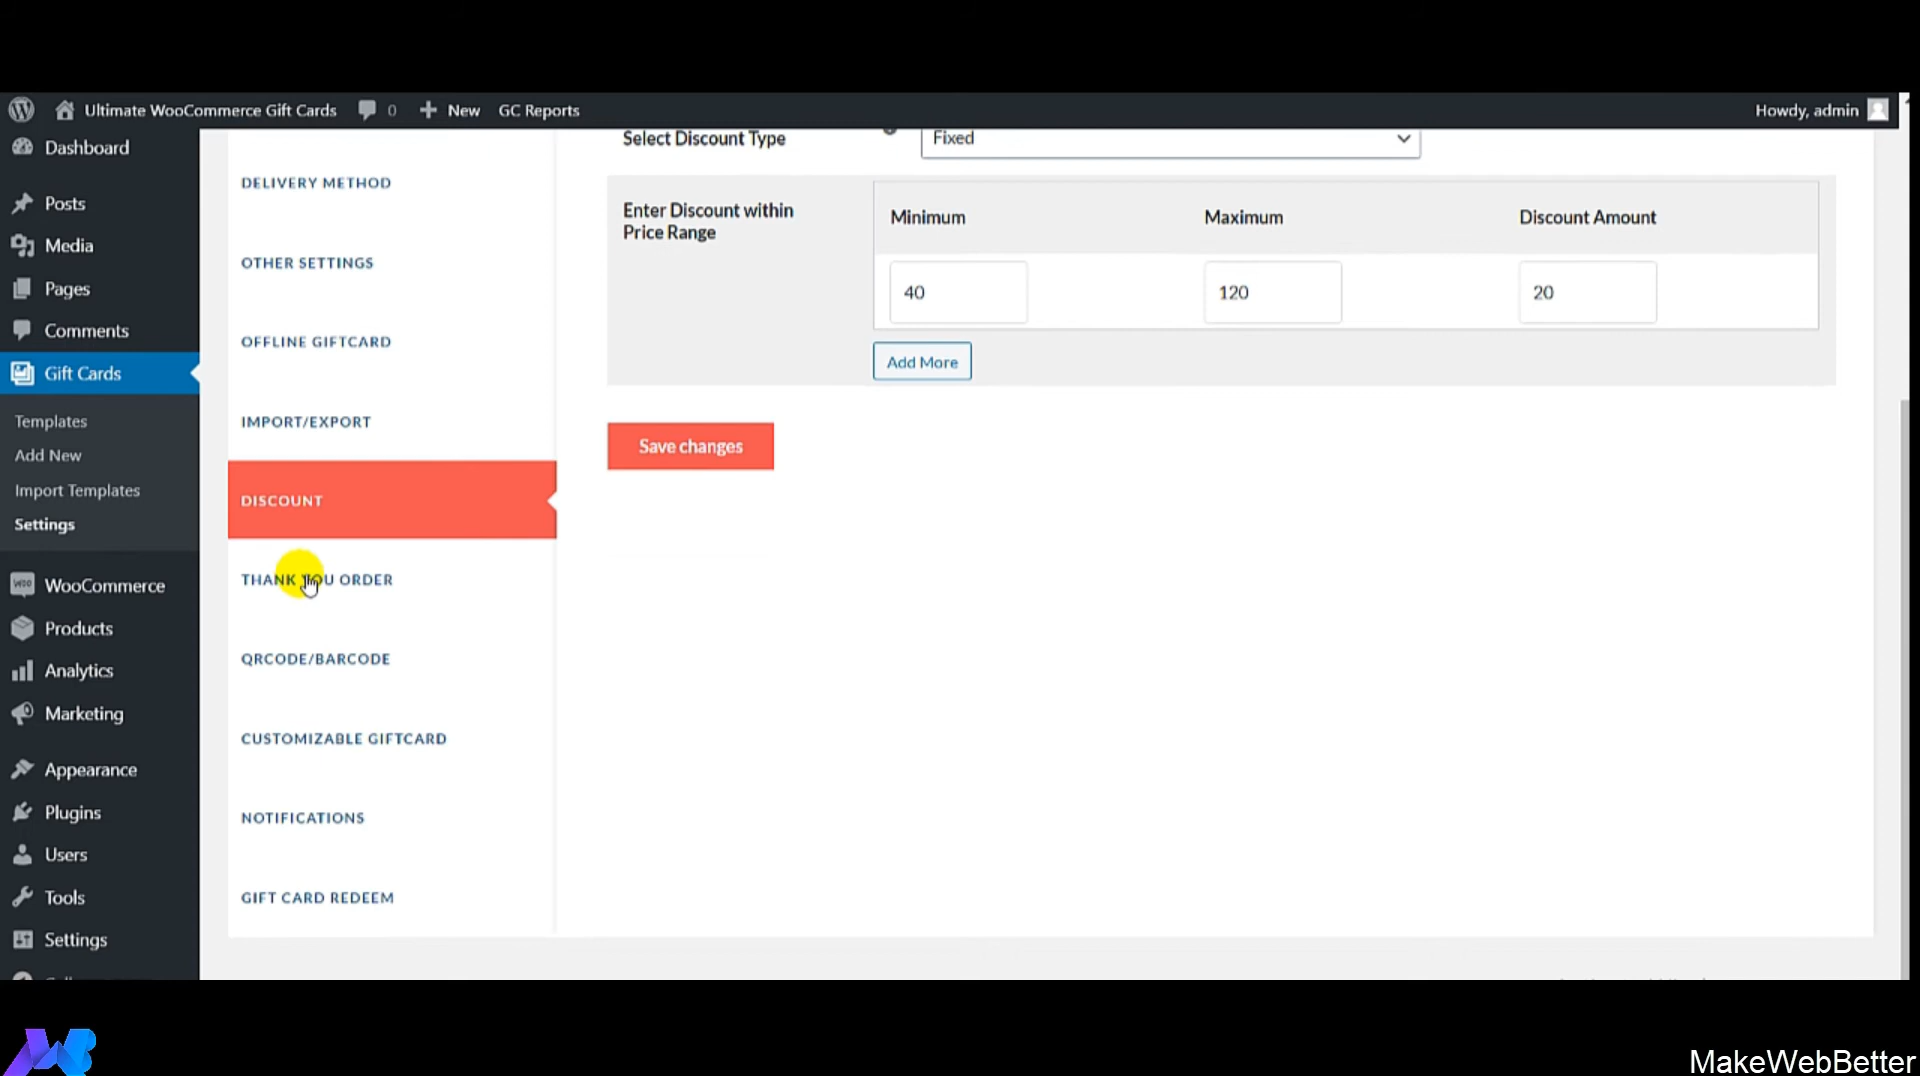 Ultimate WooCommerce Gift Cards 0 New GC Reports Howdy, admin
Dashboard
Posts
Media
Pages
Comments
Gift Cards
Templates
Add New
Import Templates
Settings
WooCommerce
Products
Analytics
Marketing
Appearance
Plugins
Users
Tools
Settings
DELIVERY METHOD
OTHER SETTINGS
OFFLINE GIFTCARD
IMPORT/EXPORT
DISCOUNT
THANK YOU ORDER
QRCODE/BARCODE
CUSTOMIZABLE GIFTCARD
NOTIFICATIONS
GIFT CARD REDEEM
Select Discount Type Fixed
Enter Discount within
Price Range
Minimum Maximum Discount Amount
40 120 20
Add More
Save changes
MakeWebBetter